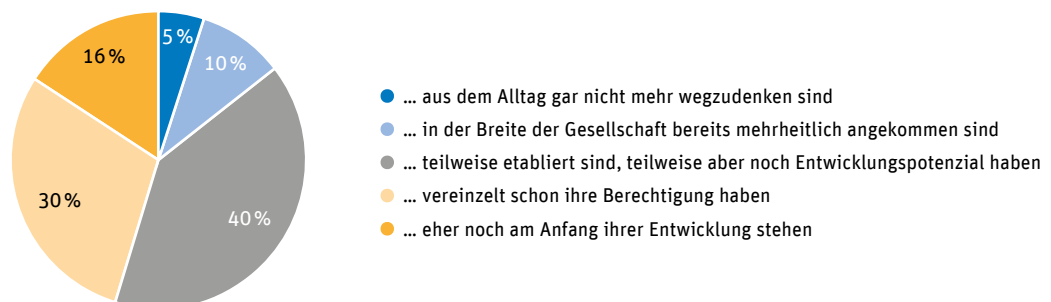 5 %
10 %
16 %
30 %
40 %
... aus dem Alltag gar nicht mehr wegzudenken sind
... in der Breite der Gesellschaft bereits mehrheitlich angekommen sind
... teilweise etabliert sind, teilweise aber noch Entwicklungspotenzial haben
... vereinzelt schon ihre Berechtigung haben
... eher noch am Anfang ihrer Entwicklung stehen